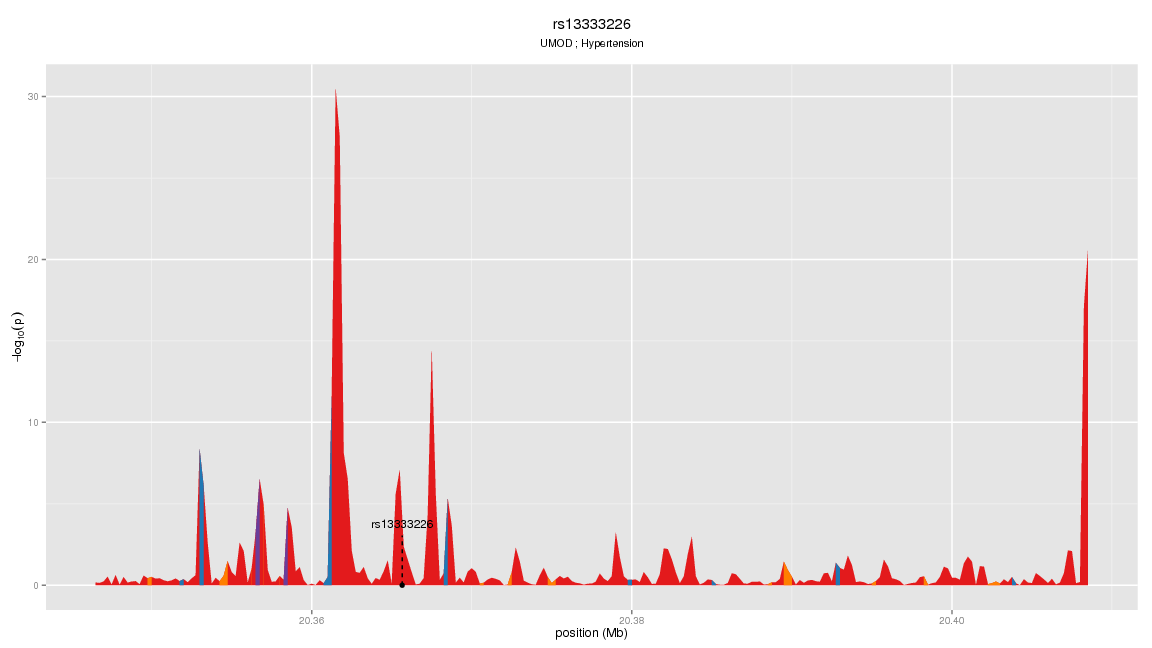 rs13333226
UMOD ; Hypertension
30
20
10
0
−log10(p)
rs13333226
20.36
20.38
20.40
position (Mb)